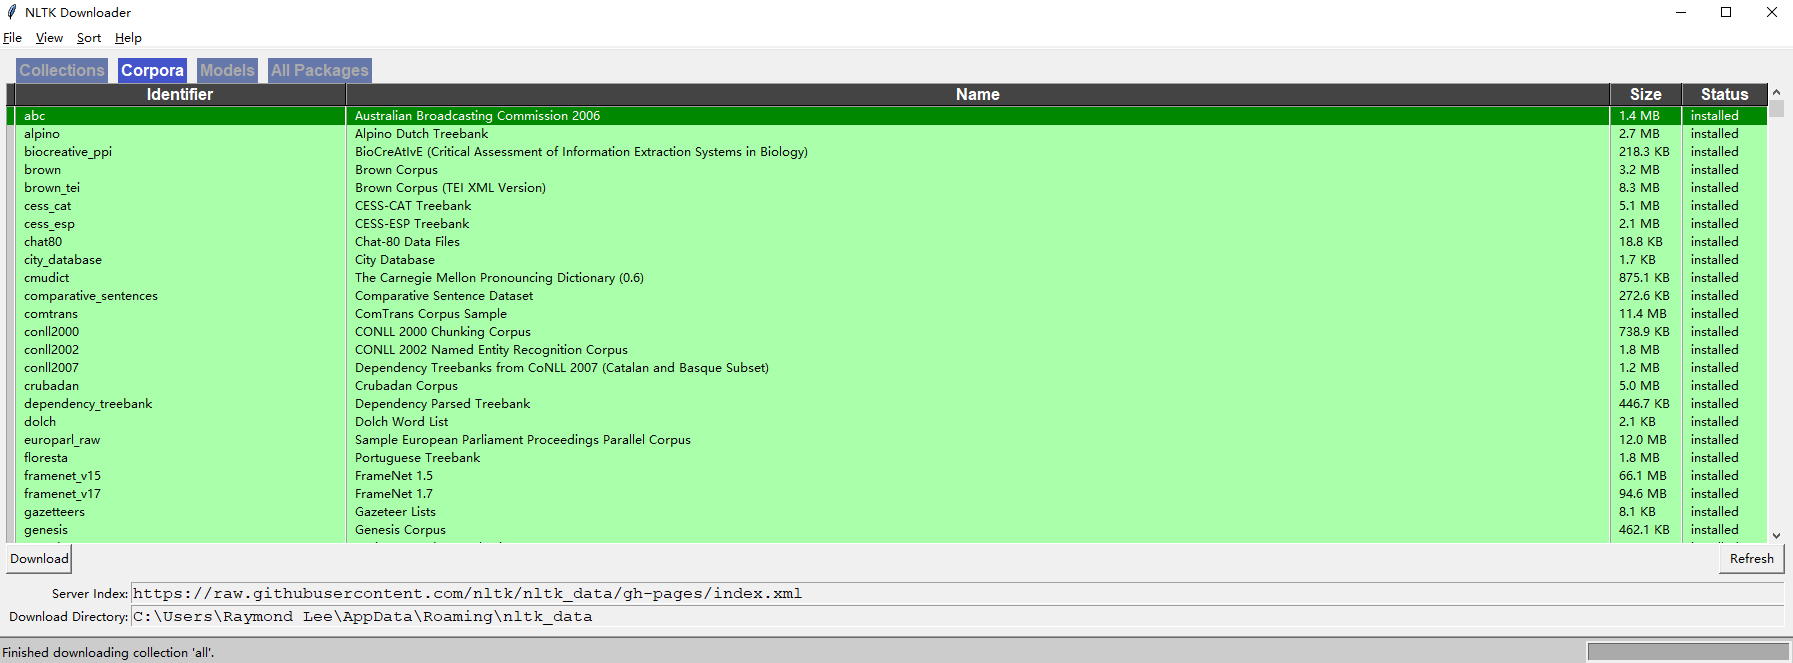 NLTK Downloader
File View Sort Help
Collections Corpora Models All Packages
Identifier Name Size Status
abc Australian Broadcasting Commission 2006 1.4 MB installed
alpino Alpino Dutch Treebank 2.7 MB installed
biocreative_ppi BioCreAtIvE (Critical Assessment of Information Extraction Systems in Biology) 218.3 KB installed
brown Brown Corpus 3.2 MB installed
brown_tei Brown Corpus (TEI XML Version) 8.3 MB installed
cess_cat CESS-CAT Treebank 5.1 MB installed
cess_esp CESS-ESP Treebank 2.1 MB installed
chat80 Chat-80 Data Files 18.8 KB installed
city_database City Database 1.7 KB installed
cmudict The Carnegie Mellon Pronouncing Dictionary (0.6) 875.1 KB installed
comparative_sentences Comparative Sentence Dataset 272.6 KB installed
comtrans ComTrans Corpus Sample 11.4 MB installed
conll2000 CONLL 2000 Chunking Corpus 738.9 KB installed
conll2002 CONLL 2002 Named Entity Recognition Corpus 1.8 MB installed
conll2007 Dependency Treebanks from CoNLL 2007 (Catalan and Basque Subset) 1.2 MB installed
crubadan Crubadan Corpus 5.0 MB installed
dependency_treebank Dependency Parsed Treebank 446.7 KB installed
dolch Dolch Word List 2.1 KB installed
europarl_raw Sample European Parliament Proceedings Parallel Corpus 12.0 MB installed
floresta Portuguese Treebank 1.8 MB installed
framenet_v15 FrameNet 1.5 66.1 MB installed
framenet_v17 FrameNet 1.7 94.6 MB installed
gazetteers Gazeteer Lists 8.1 KB installed
genesis Genesis Corpus 462.1 KB installed
Download Refresh
Server Index: https://raw.githubusercontent.com/nltk/nltk_data/gh-pages/index.xml
Download Directory: C:\Users\Raymond Lee\AppData\Roaming\nltk_data
Finished downloading collection 'all'.